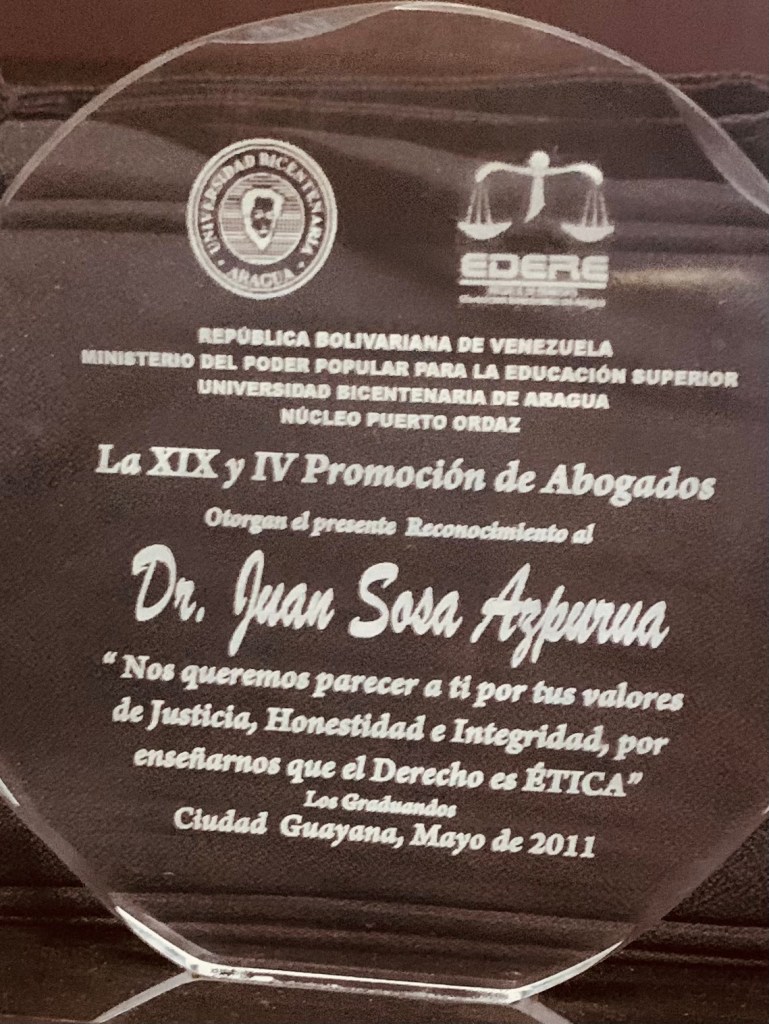 UNIVERSIDAD BICENTENARIA
ARAGUA
EDERE
REPÚBLICA BOLIVARIANA DE VENEZUELA
MINISTERIO DEL PODER POPULAR PARA LA EDUCACIÓN SUPERIOR
UNIVERSIDAD BICENTENARIA DE ARAGUA
NÚCLEO PUERTO ORDAZ
La XIX y IV Promoción de Abogados
Otorgan el presente Reconocimiento al
Dr. Juan Sosa Azpurua
“ Nos queremos parecer a ti por tus valores
de Justicia, Honestidad e Integridad, por
enseñarnos que el Derecho es ÉTICA”
Los Graduandos
Ciudad Guayana, Mayo de 2011